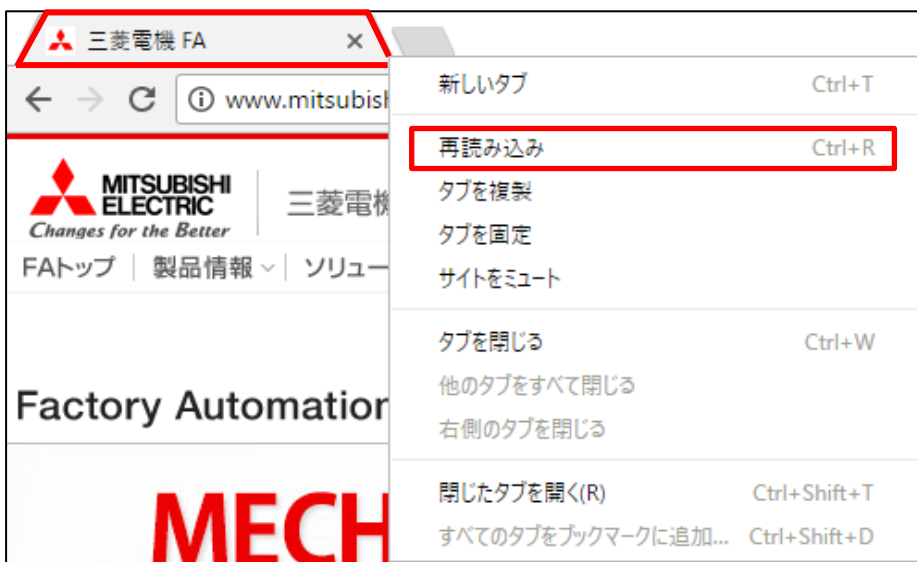 三菱電機 FA
www.mitsubish
MITSUBISHI
ELECTRIC
Changes for the Better
三菱電機
FAトップ 製品情報 ソリュー
Factory Automation
MECH
新しいタブ Ctrl+T
再読み込み Ctrl+R
タブを複製
タブを固定
サイトをミュート
タブを閉じる Ctrl+W
他のタブをすべて閉じる
右側のタブを閉じる
閉じたタブを開く(R) Ctrl+Shift+T
すべてのタブをブックマークに追加... Ctrl+Shift+D